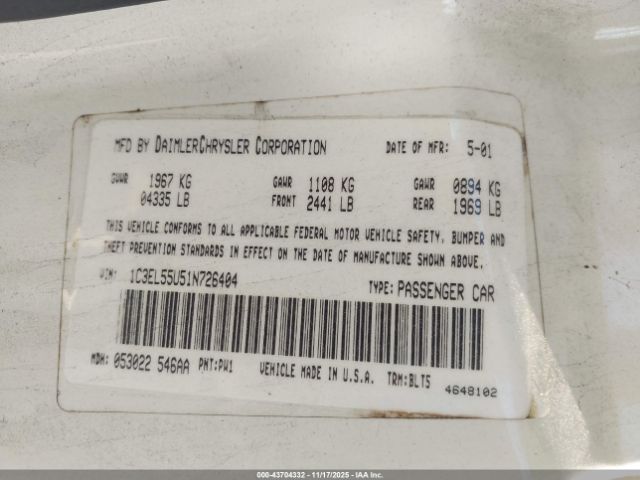 MFD BY DAIMLERCHRYSLER CORPORATION DATE OF MFR: 5-01
GVWR 1967 KG GAWR 1108 KG GAWR 0894 KG
04335 LB FRONT 2441 LB REAR 1969 LB
THIS VEHICLE CONFORMS TO ALL APPLICABLE FEDERAL MOTOR VEHICLE SAFETY, BUMPER AND
THEFT PREVENTION STANDARDS IN EFFECT ON THE DATE OF MANUFACTURE SHOWN ABOVE.
VIN: 1C3EL55U51N726404 TYPE: PASSENGER CAR
MDH: 053022 546AA PNT: PW1 VEHICLE MADE IN U.S.A. TRM: BLT5
4648102
000-43704332 - 11/17/2025 - IAA Inc.